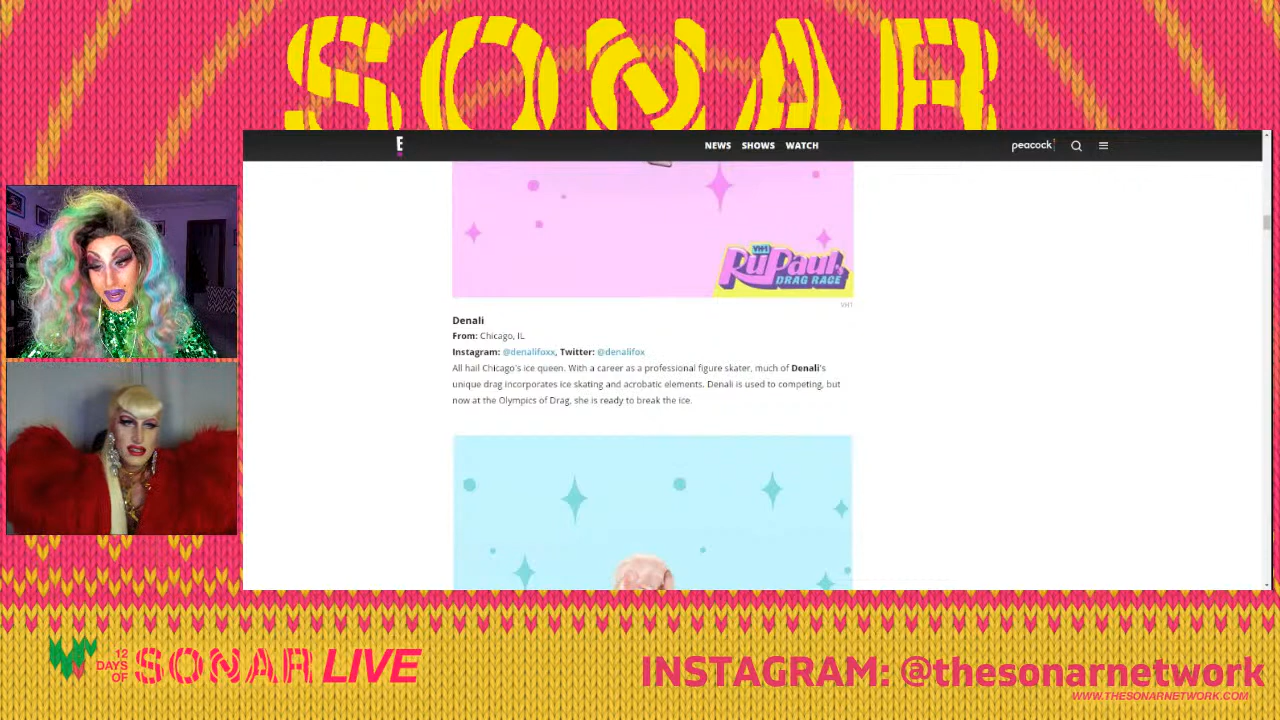 SONAR
E
NEWS SHOWS WATCH
peacock
VH1
RuPaul's
DRAG RACE
VH1
Denali
From: Chicago, IL
Instagram: @denalifoxx, Twitter: @denalifox
All hail Chicago's ice queen. With a career as a professional figure skater, much of Denali's
unique drag incorporates ice skating and acrobatic elements. Denali is used to competing, but
now at the Olympics of Drag, she is ready to break the ice.
12
DAYS
OF
SONAR LIVE
INSTAGRAM: @thesonarnetwork
WWW.THESONARNETWORK.COM